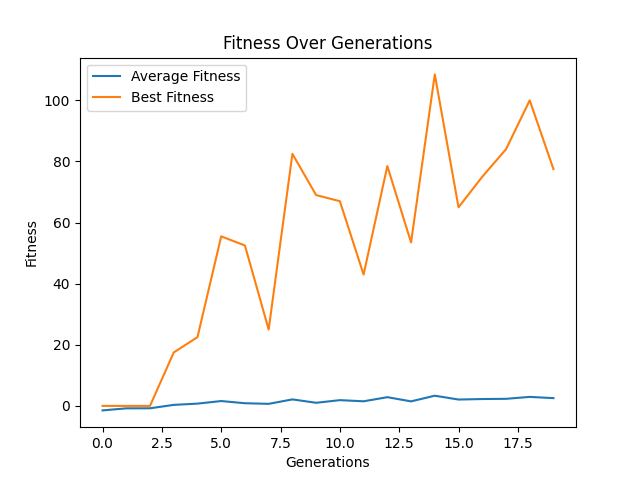 Fitness Over Generations
Average Fitness
Best Fitness
100
80
60
40
20
0
Fitness
0.0 2.5 5.0 7.5 10.0 12.5 15.0 17.5
Generations